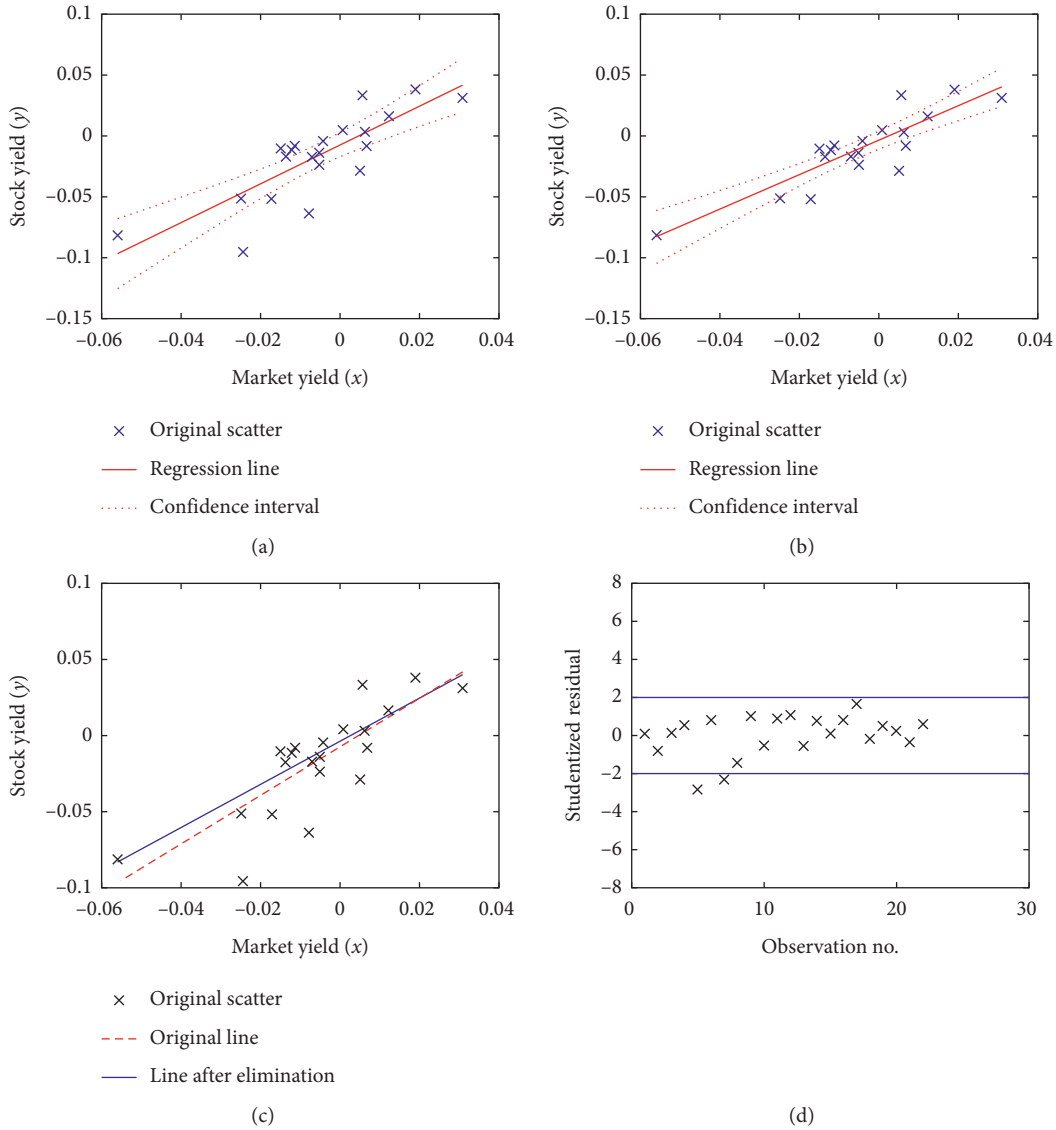 0.1
0.05
0
−0.05
−0.1
−0.15
Stock yield (y)
−0.06 −0.04 −0.02 0 0.02 0.04
Market yield (x)
Original scatter
Regression line
Confidence interval
(a)
0.1
0.05
0
−0.05
−0.1
−0.15
Stock yield (y)
−0.06 −0.04 −0.02 0 0.02 0.04
Market yield (x)
Original scatter
Regression line
Confidence interval
(b)
0.1
0.05
0
−0.05
−0.1
Stock yield (y)
−0.06 −0.04 −0.02 0 0.02 0.04
Market yield (x)
Original scatter
Original line
Line after elimination
(c)
8
6
4
2
0
−2
−4
−6
−8
Studentized residual
0 10 20 30
Observation no.
(d)